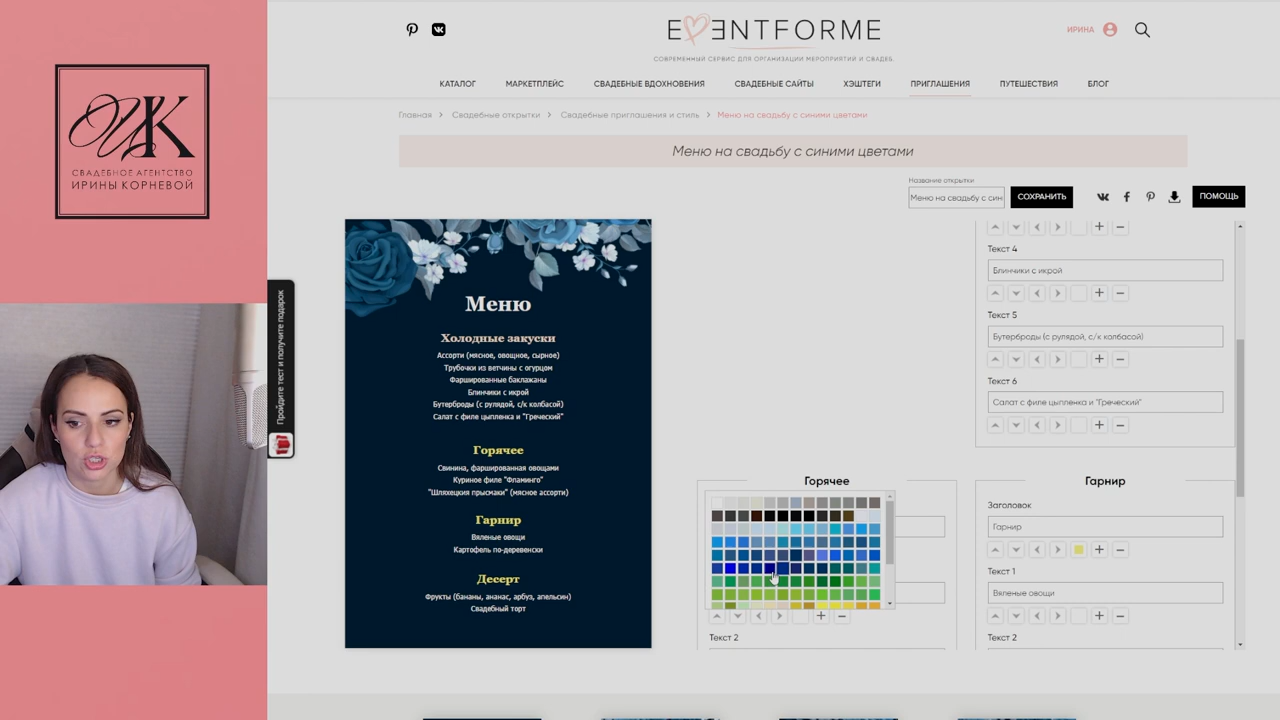 ИК
СВАДЕБНОЕ АГЕНТСТВО
ИРИНЫ КОРНЕВОЙ
EVENTFORME
СОВРЕМЕННЫЙ СЕРВИС ДЛЯ ОРГАНИЗАЦИИ МЕРОПРИЯТИЙ И СВАДЕБ
ИРИНА
КАТАЛОГ
МАРКЕТПЛЕЙС
СВАДЕБНЫЕ ВДОХНОВЕНИЯ
СВАДЕБНЫЕ САЙТЫ
ХЭШТЕГИ
ПРИГЛАШЕНИЯ
ПУТЕШЕСТВИЯ
БЛОГ
Главная > Свадебные открытки > Свадебные приглашения и стиль > Меню на свадьбу с синими цветами
Меню на свадьбу с синими цветами
Название открытки
Меню на свадьбу с син
СОХРАНИТЬ
ПОМОЩЬ
Пройдите тест и получите подарок
Меню
Холодные закуски
Ассорти (мясное, овощное, сырное)
Трубочки из ветчины с огурцом
Фаршированные баклажаны
Блинчики с икрой
Бутерброды (с рулядой, с/к колбасой)
Салат с филе цыпленка и "Греческий"
Горячее
Свинина, фаршированная овощами
Куриное филе "Фламинго"
"Шляхецкия прысмаки" (мясное ассорти)
Гарнир
Вяленые овощи
Картофель по-деревенски
Десерт
Фрукты (бананы, ананас, арбуз, апельсин)
Свадебный торт
Текст 4
Блинчики с икрой
Текст 5
Бутерброды (с рулядой, с/к колбасой)
Текст 6
Салат с филе цыпленка и "Греческий"
Горячее
Текст 2
Гарнир
Заголовок
Гарнир
Текст 1
Вяленые овощи
Текст 2